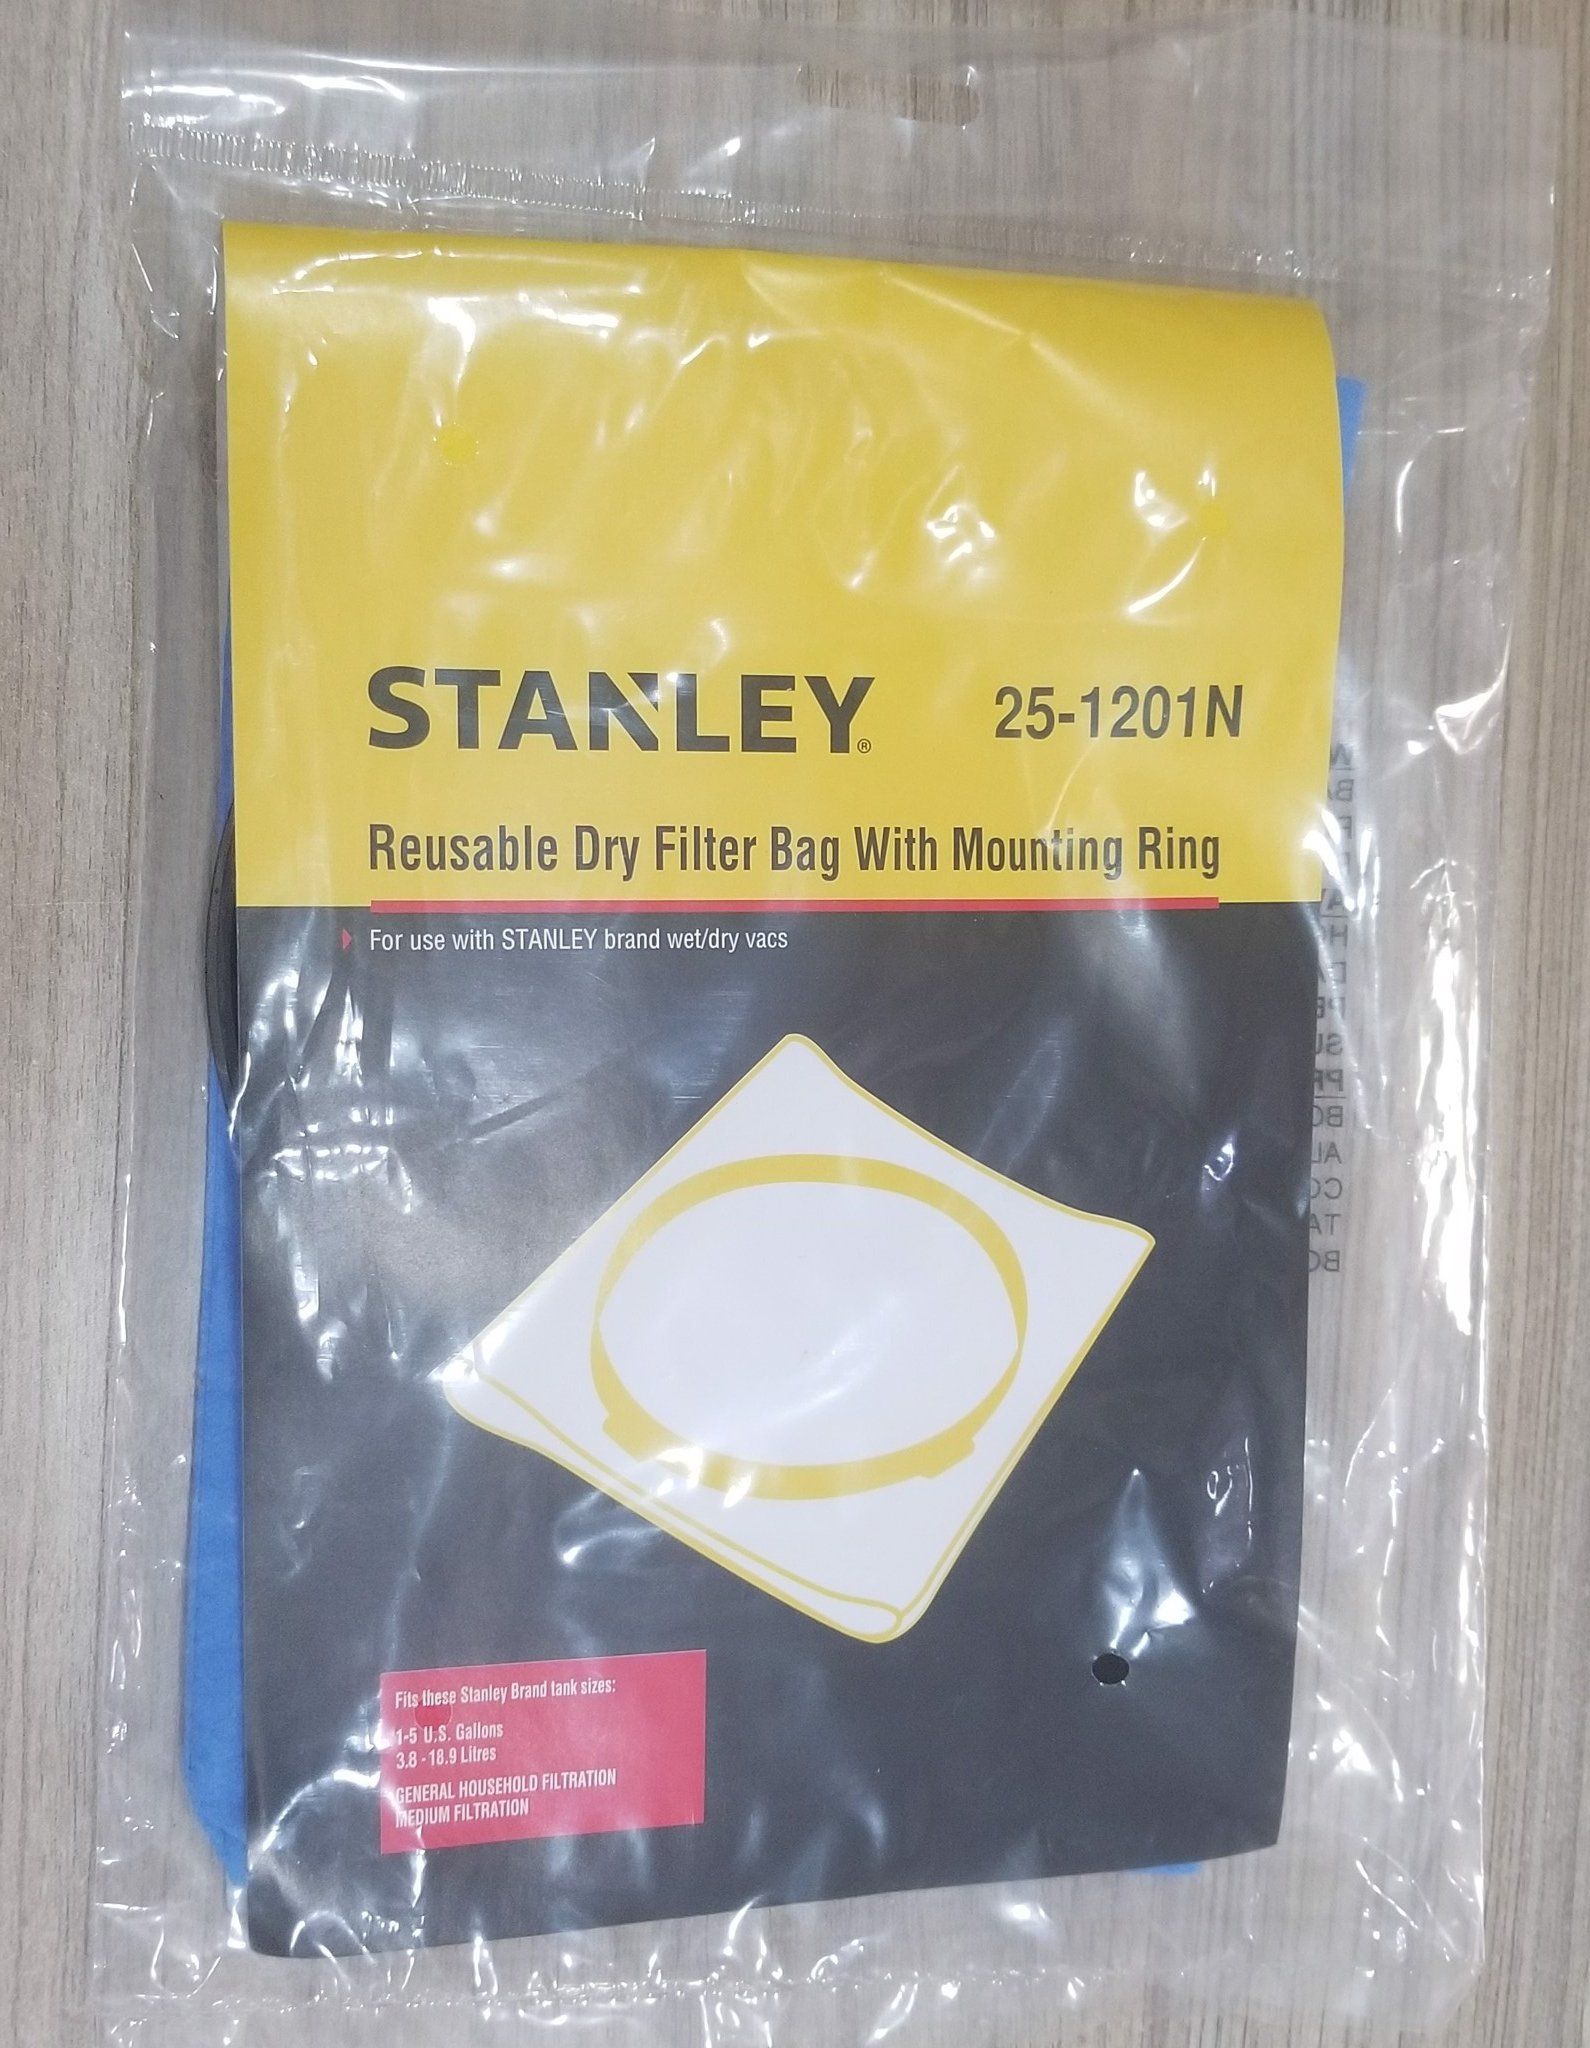 STANLEY®
25-1201N
Reusable Dry Filter Bag With Mounting Ring
For use with STANLEY brand wet/dry vacs
Fits these Stanley Brand tank sizes:
1-5 U.S. Gallons
3.8 - 18.9 Litres
GENERAL HOUSEHOLD FILTRATION
MEDIUM FILTRATION